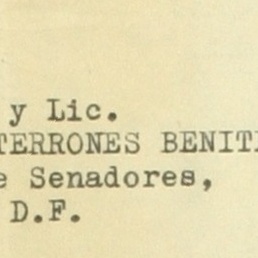 y Lic.
TERRONES BENIT
e Senadores,
D.F.